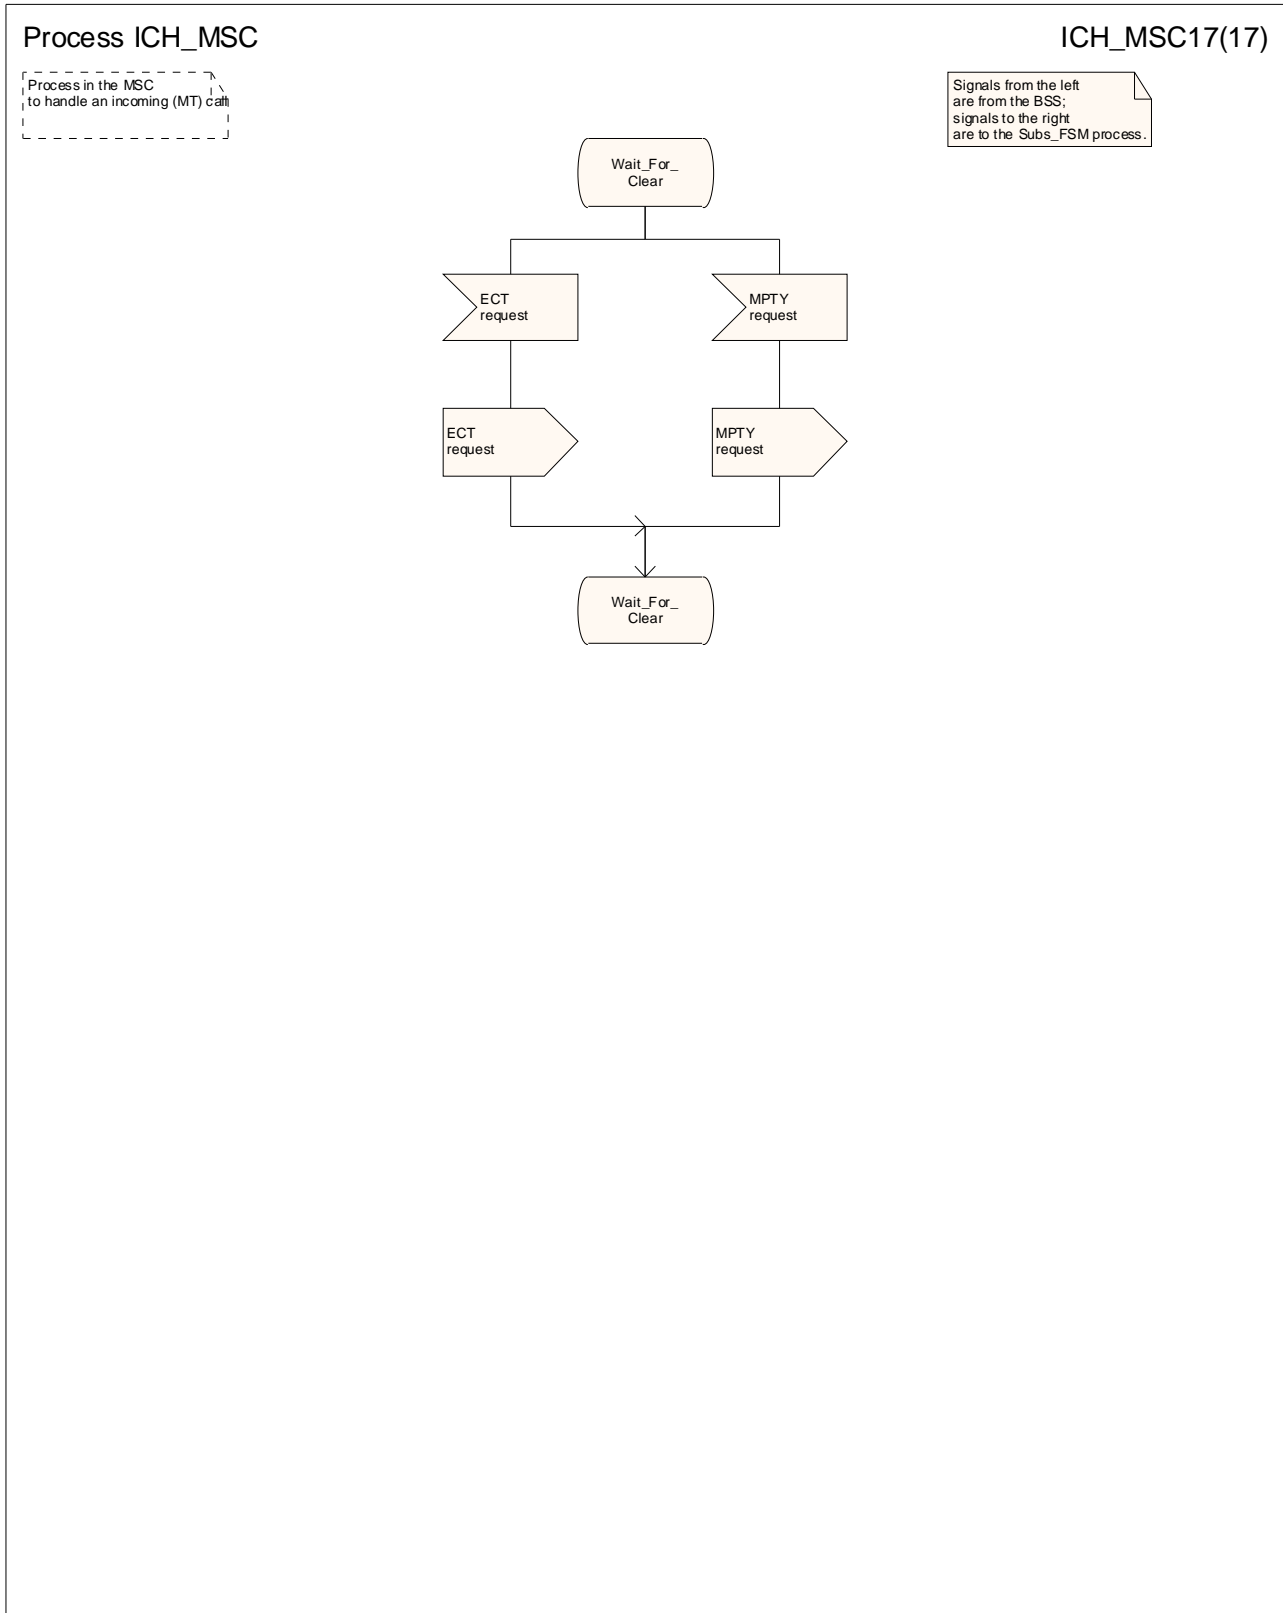 Process ICH_MSC
ICH_MSC17(17)
Process in the MSC
to handle an incoming (MT) call
Signals from the left
are from the BSS;
signals to the right
are to the Subs_FSM process.
Wait_For_
Clear
ECT
request
MPTY
request
ECT
request
MPTY
request
Wait_For_
Clear